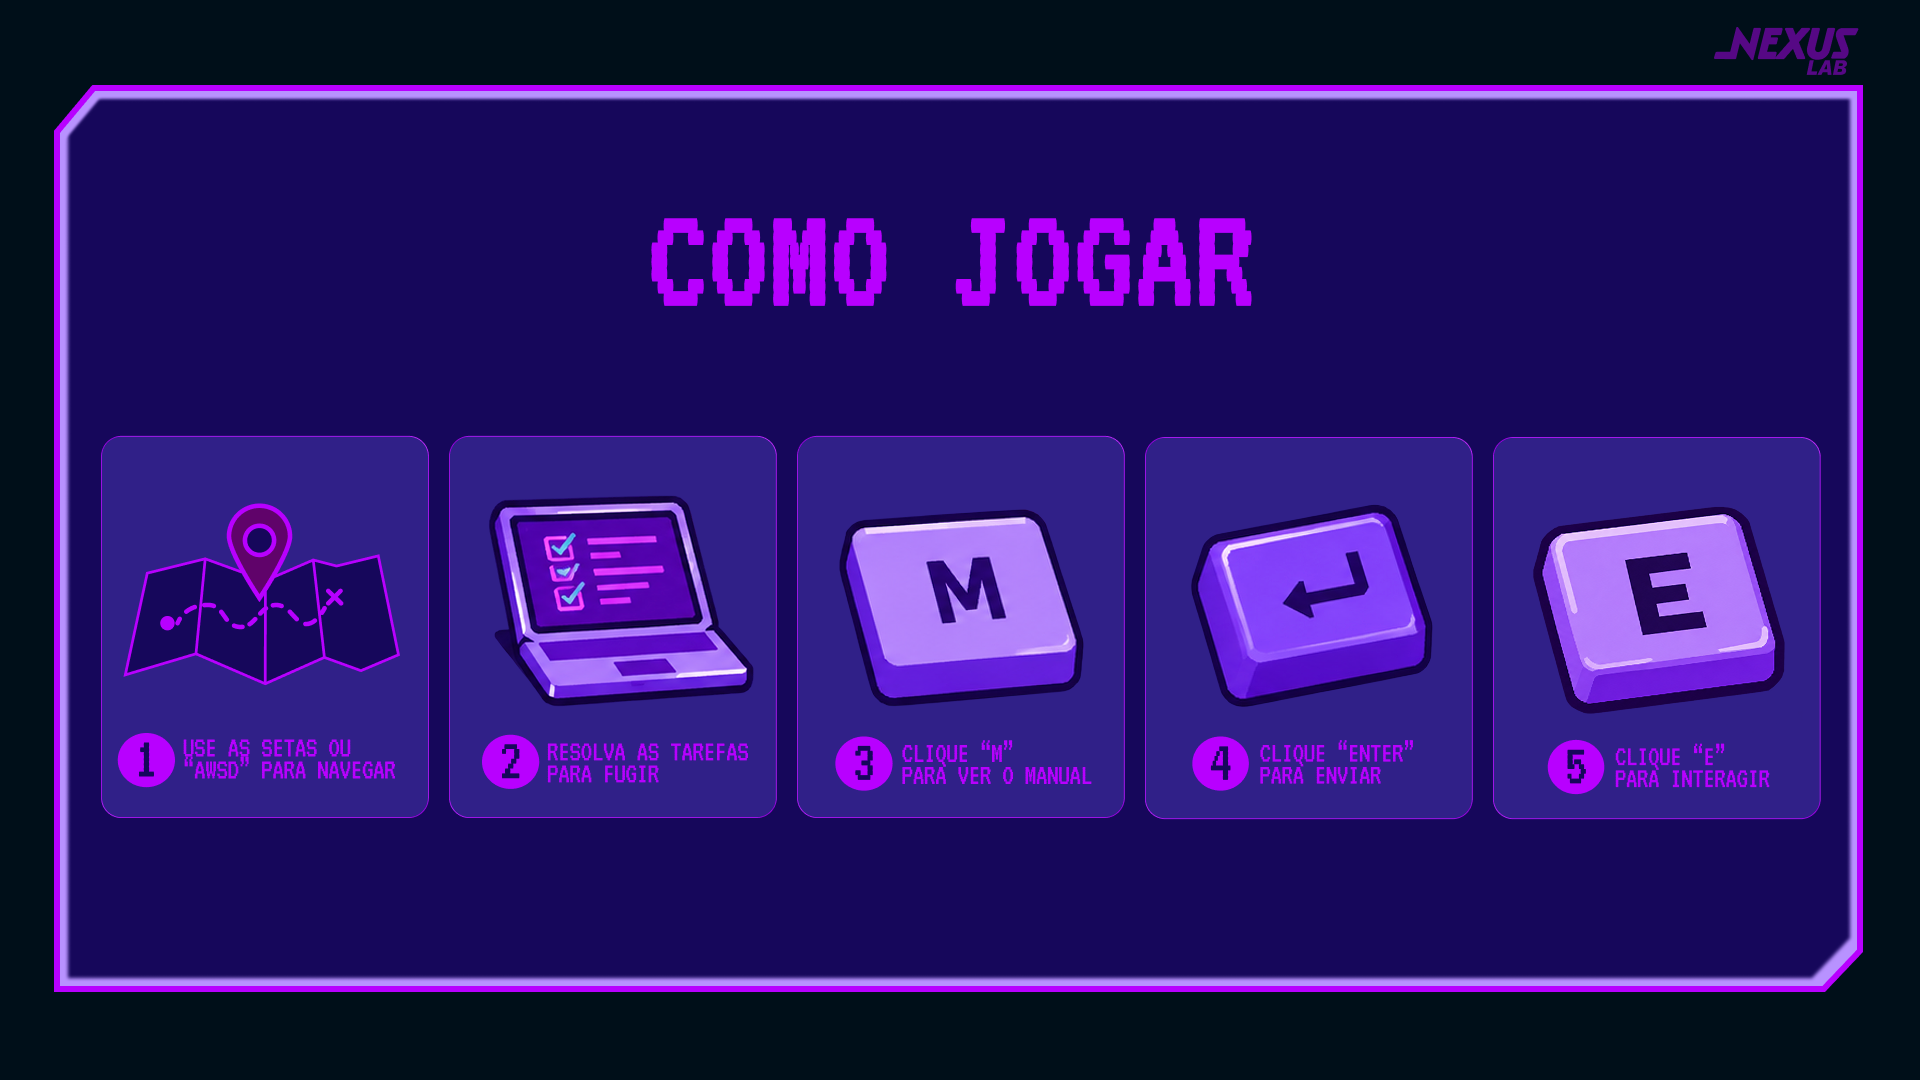 NEXUS
LAB
COMO JOGAR
M
E
1
USE AS SETAS OU
“AWSD” PARA NAVEGAR
2
RESOLVA AS TAREFAS
PARA FUGIR
3
CLIQUE “M”
PARA VER O MANUAL
4
CLIQUE “ENTER”
PARA ENVIAR
5
CLIQUE “E”
PARA INTERAGIR